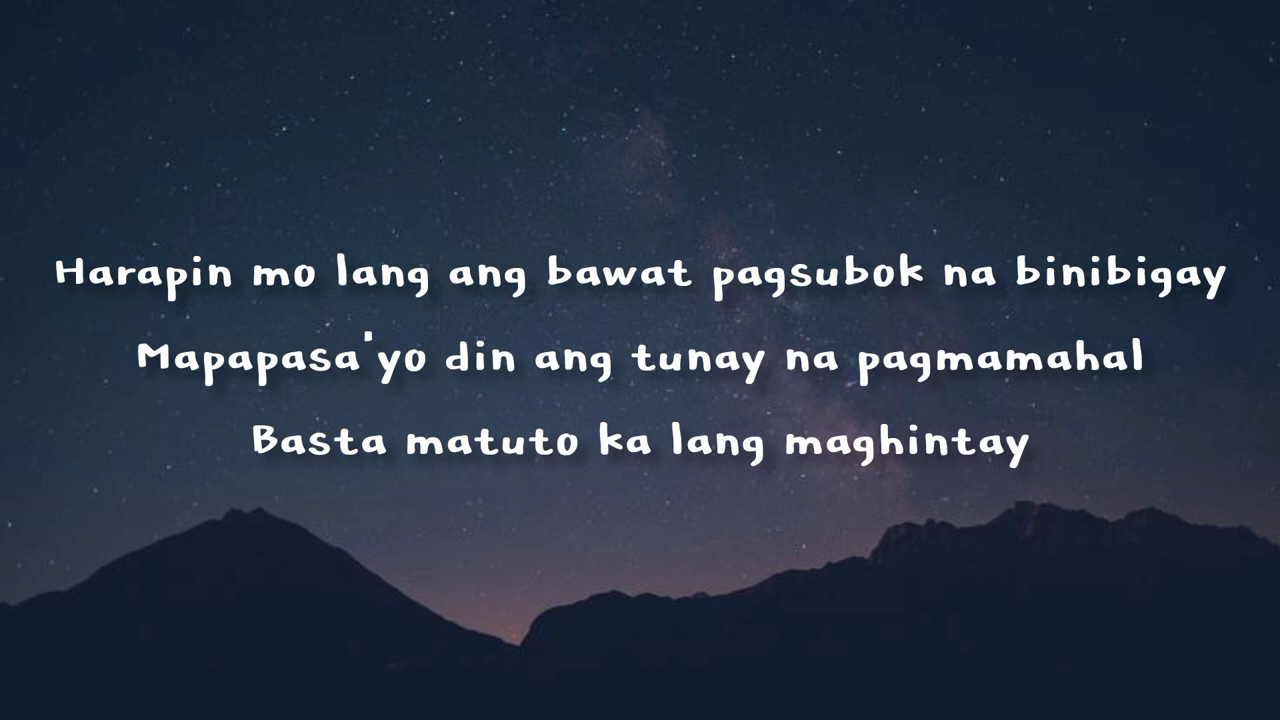 Harapin mo lang ang bawat pagsubok na binibigay
Mapapasa'yo din ang tunay na pagmamahal
Basta matuto ka lang maghintay